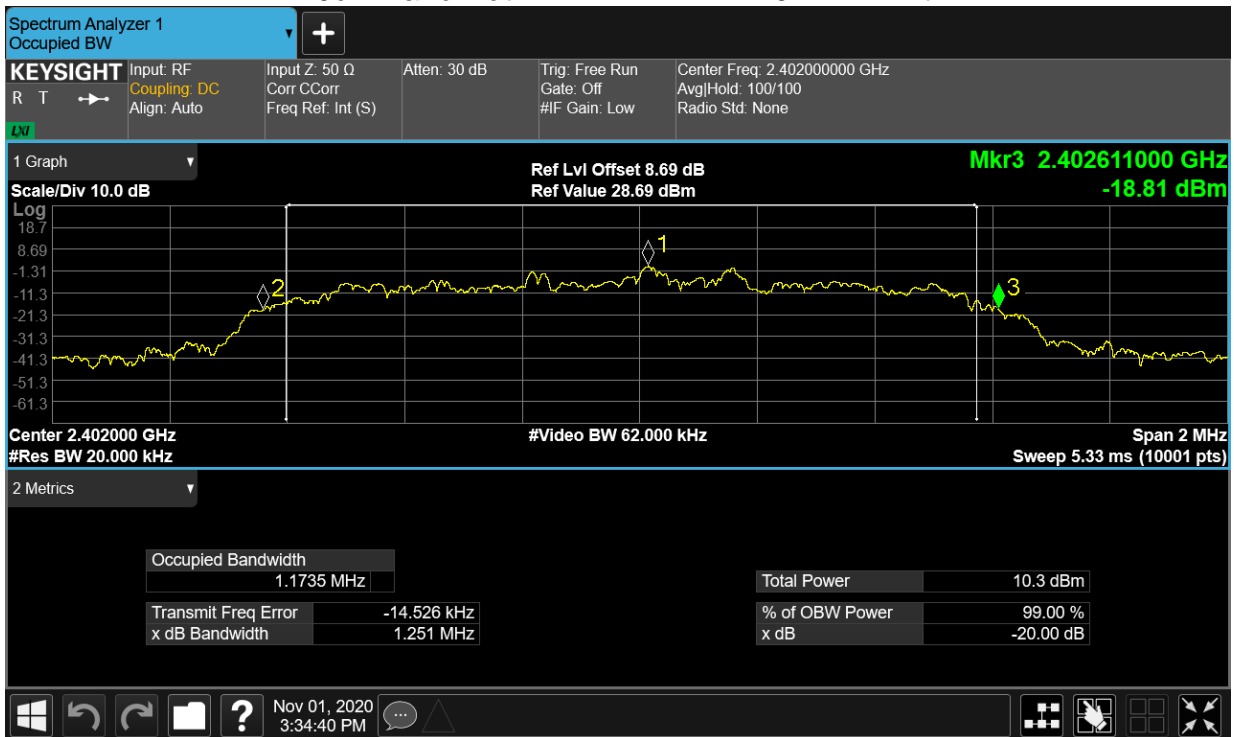 Spectrum Analyzer 1
Occupied BW
KEYSIGHT
R T
LXI
Input: RF
Coupling: DC
Align: Auto
Input Z: 50 Ω
Corr CCorr
Freq Ref: Int (S)
Atten: 30 dB
Trig: Free Run
Gate: Off
#IF Gain: Low
Center Freq: 2.402000000 GHz
Avg|Hold: 100/100
Radio Std: None
1 Graph
Scale/Div 10.0 dB
Ref Lvl Offset 8.69 dB
Ref Value 28.69 dBm
Mkr3 2.402611000 GHz
-18.81 dBm
Log
18.7
8.69
-1.31
-11.3
-21.3
-31.3
-41.3
-51.3
-61.3
1
2
3
Center 2.402000 GHz
#Video BW 62.000 kHz
Span 2 MHz
#Res BW 20.000 kHz
Sweep 5.33 ms (10001 pts)
2 Metrics
Occupied Bandwidth
1.1735 MHz
Total Power 10.3 dBm
Transmit Freq Error -14.526 kHz
% of OBW Power 99.00 %
x dB Bandwidth 1.251 MHz
x dB -20.00 dB
Nov 01, 2020
3:34:40 PM